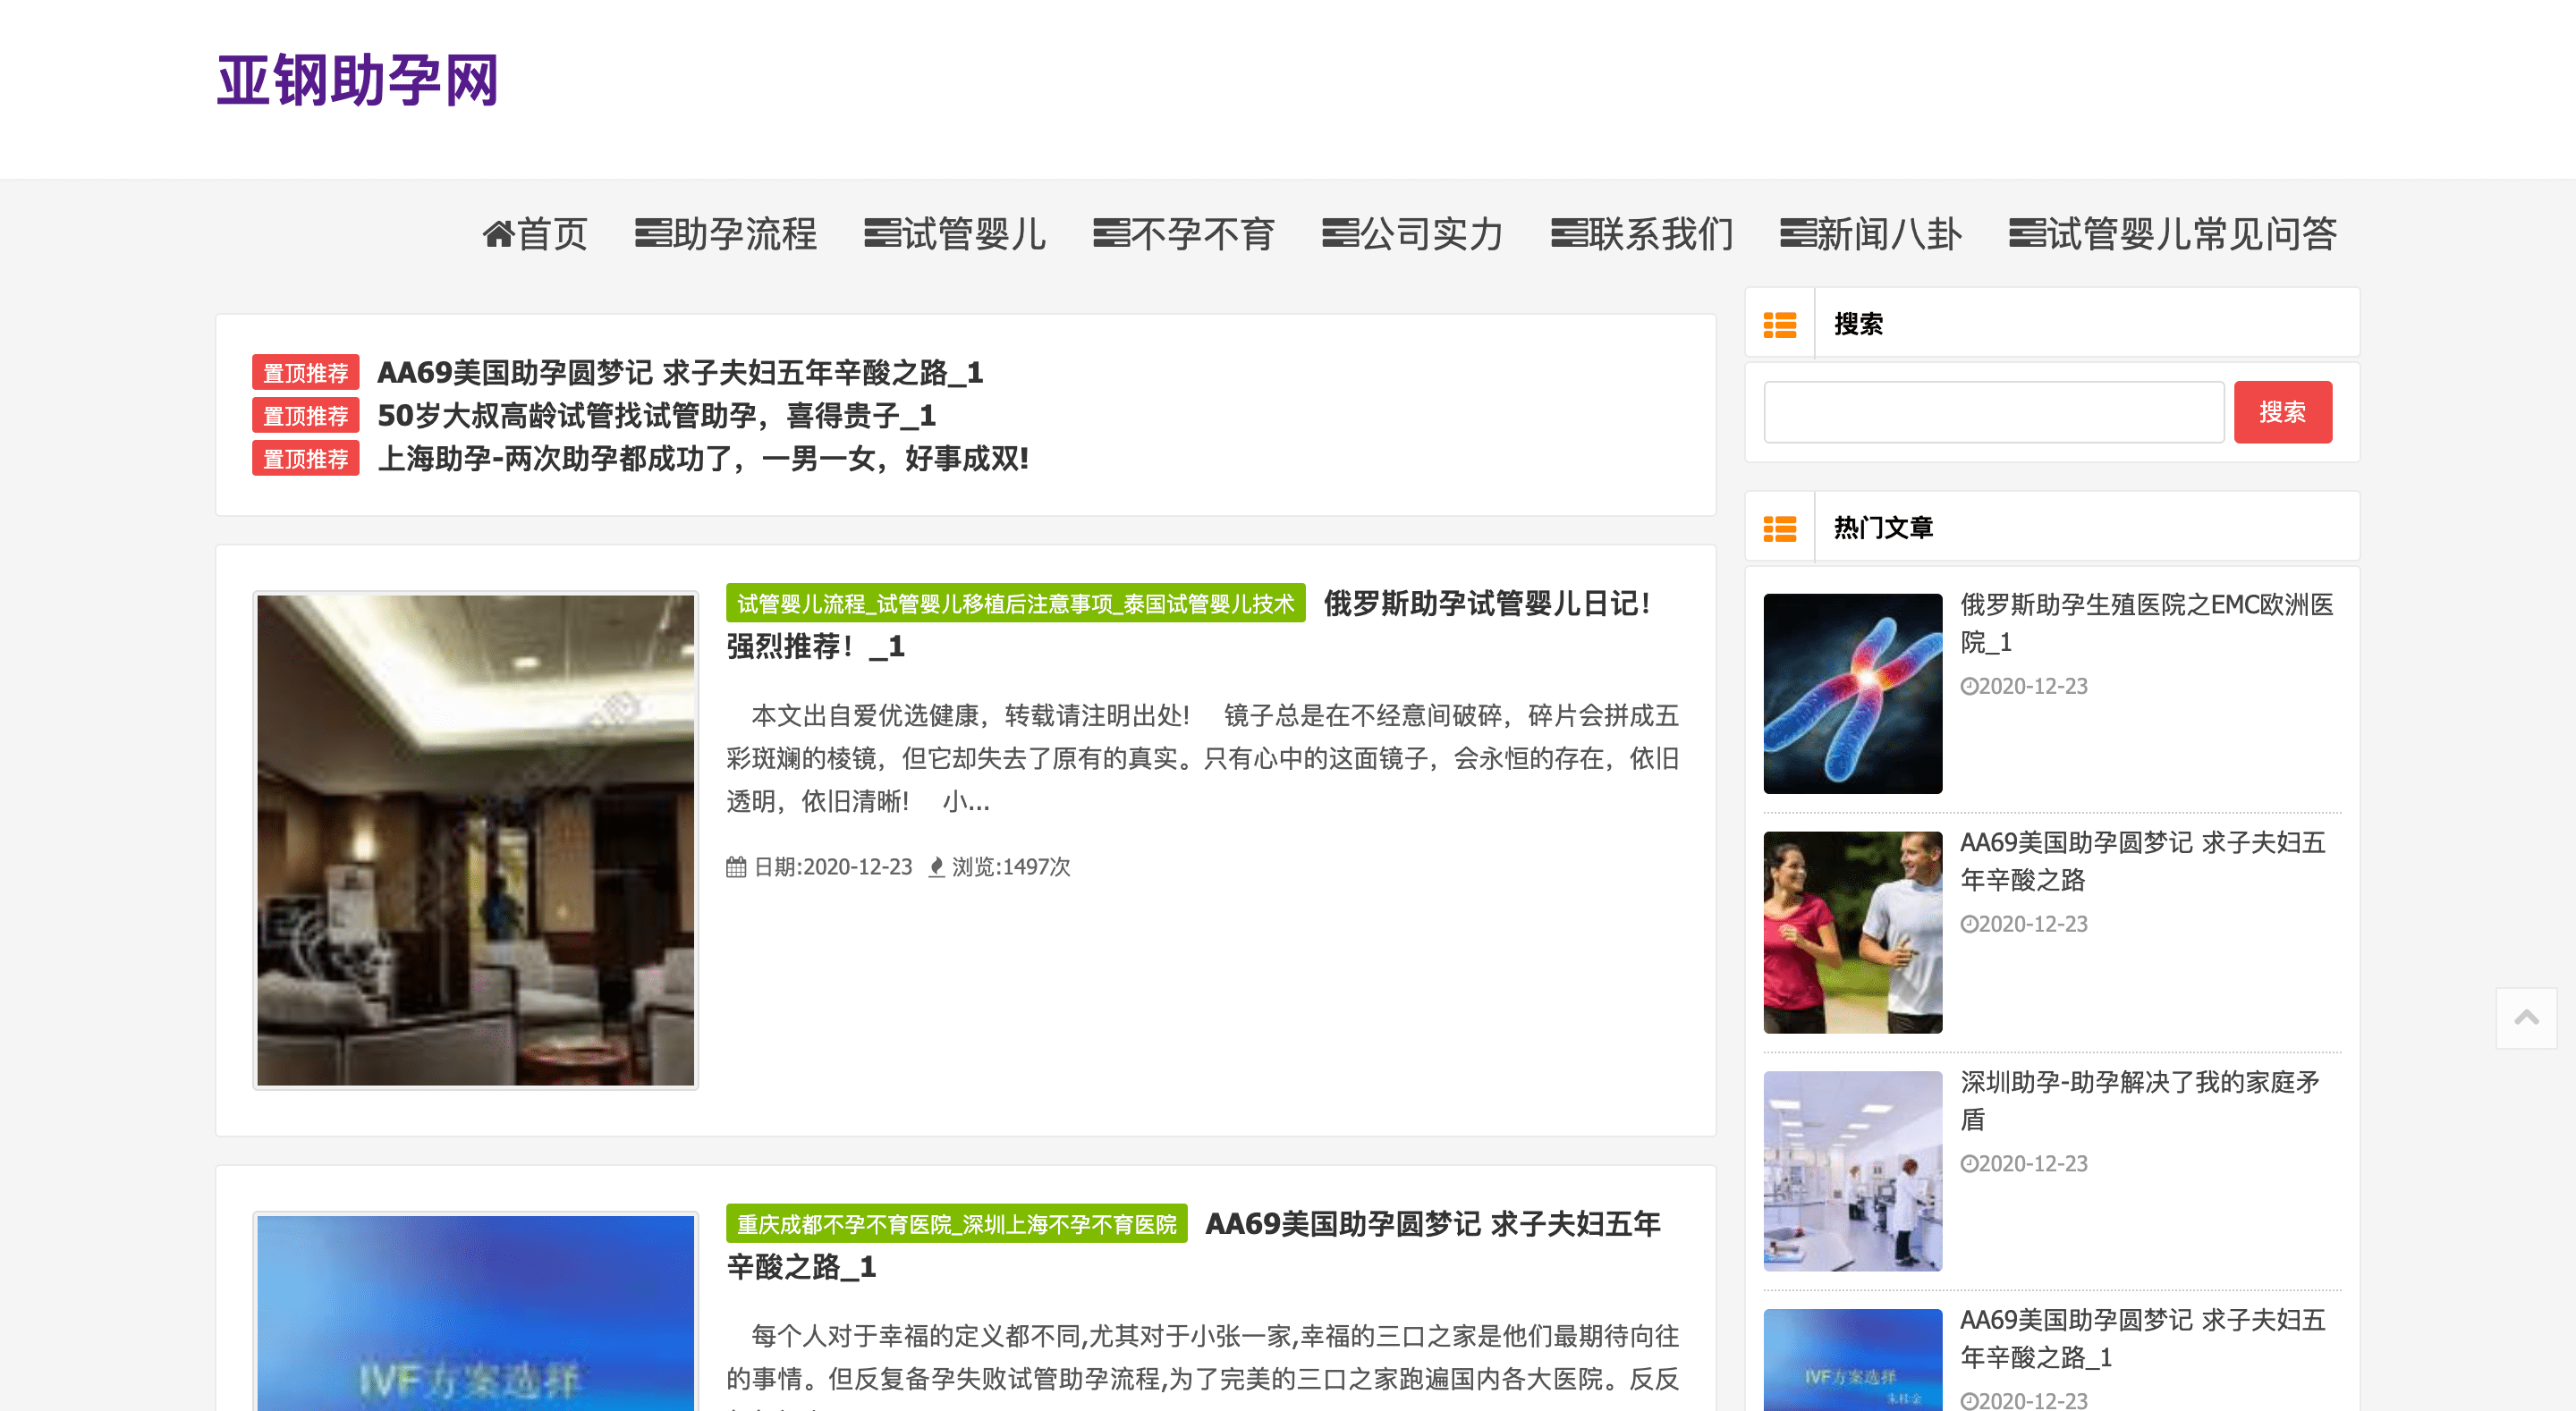 亚钢助孕网
首页 助孕流程 试管婴儿 不孕不育 公司实力 联系我们 新闻八卦 试管婴儿常见问答
置顶推荐 AA69美国助孕圆梦记 求子夫妇五年辛酸之路_1
置顶推荐 50岁大叔高龄试管找试管助孕，喜得贵子_1
置顶推荐 上海助孕-两次助孕都成功了，一男一女，好事成双!
试管婴儿流程_试管婴儿移植后注意事项_泰国试管婴儿技术 俄罗斯助孕试管婴儿日记！
强烈推荐！_1
本文出自爱优选健康，转载请注明出处! 镜子总是在不经意间破碎，碎片会拼成五
彩斑斓的棱镜，但它却失去了原有的真实。只有心中的这面镜子，会永恒的存在，依旧
透明，依旧清晰! 小...
日期:2020-12-23 浏览:1497次
IVF方案选择
重庆成都不孕不育医院_深圳上海不孕不育医院 AA69美国助孕圆梦记 求子夫妇五年
辛酸之路_1
每个人对于幸福的定义都不同,尤其对于小张一家,幸福的三口之家是他们最期待向往
的事情。但反复备孕失败试管助孕流程,为了完美的三口之家跑遍国内各大医院。反反
搜索
搜索
热门文章
俄罗斯助孕生殖医院之EMC欧洲医
院_1
2020-12-23
AA69美国助孕圆梦记 求子夫妇五
年辛酸之路
2020-12-23
深圳助孕-助孕解决了我的家庭矛
盾
2020-12-23
IVF方案选择
AA69美国助孕圆梦记 求子夫妇五
年辛酸之路_1
2020-12-23